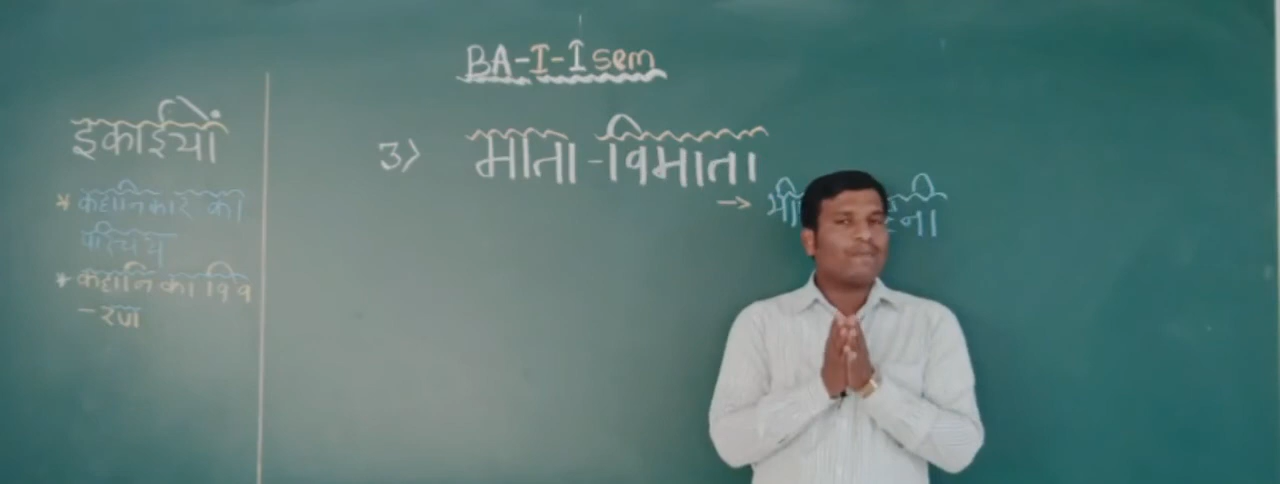 BA-I-I sem
इकाईयाँ
3) माता-विमाता
* कहानिकार की
परिचय
* कहानि का विव
-रण
→